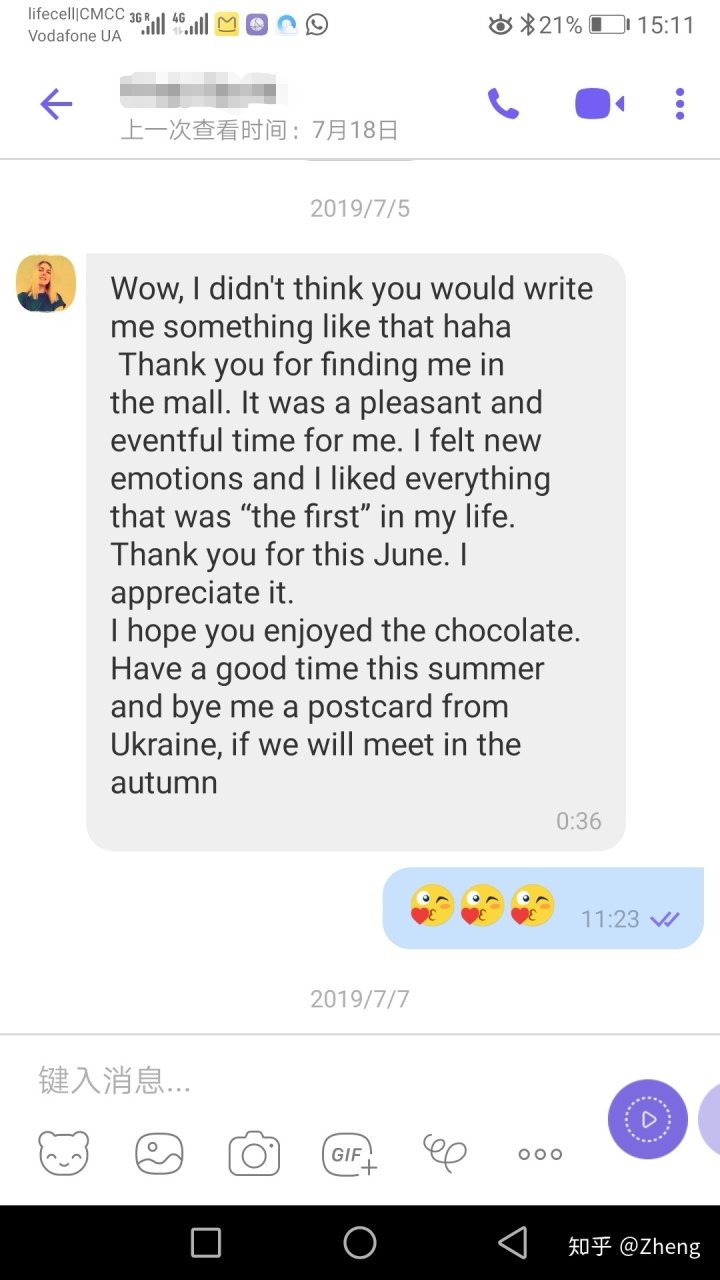 lifecell|CMCC 3G R 4G 21% 15:11
Vodafone UA
上一次查看时间：7月18日
2019/7/5
Wow, I didn't think you would write
me something like that haha
Thank you for finding me in
the mall. It was a pleasant and
eventful time for me. I felt new
emotions and I liked everything
that was “the first” in my life.
Thank you for this June. I
appreciate it.
I hope you enjoyed the chocolate.
Have a good time this summer
and bye me a postcard from
Ukraine, if we will meet in the
autumn
0:36
11:23
2019/7/7
键入消息...
GIF
知乎 @Zheng